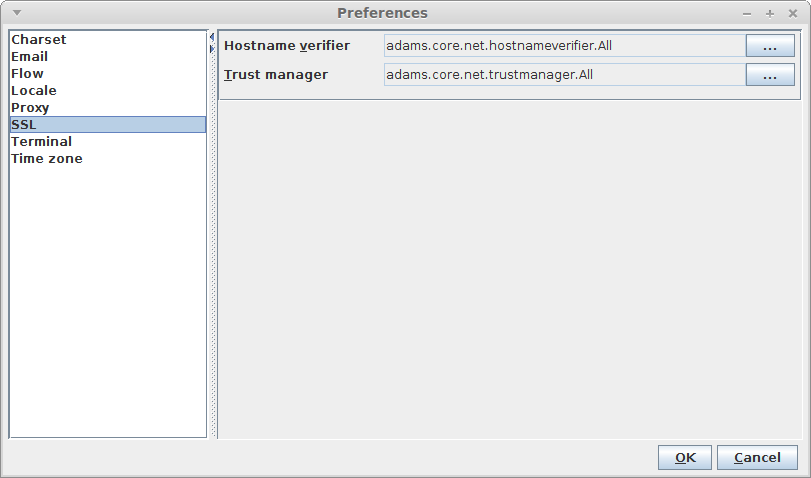 Preferences
Charset
Email
Flow
Locale
Proxy
SSL
Terminal
Time zone
Hostname verifier adams.core.net.hostnameverifier.All ...
Trust manager adams.core.net.trustmanager.All ...
OK Cancel